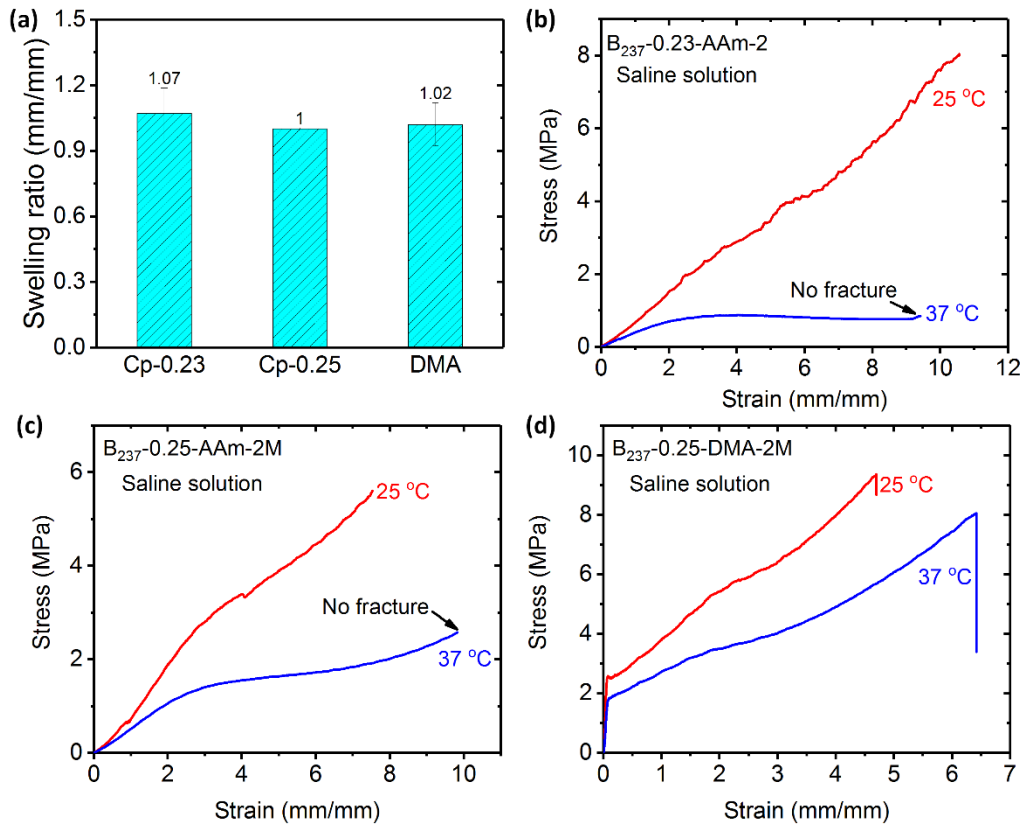 (a)
Swelling ratio (mm/mm)
1.5
1.2
0.9
0.6
0.3
0.0
1.07
1
1.02
Cp-0.23 Cp-0.25 DMA
(b)
B237-0.23-AAm-2
Saline solution
Stress (MPa)
8
6
4
2
0
25 °C
No fracture
37 °C
0 2 4 6 8 10 12
Strain (mm/mm)
(c)
B237-0.25-AAm-2M
Saline solution
Stress (MPa)
6
4
2
0
25 °C
No fracture
37 °C
0 2 4 6 8 10
Strain (mm/mm)
(d)
B237-0.25-DMA-2M
Saline solution
Stress (MPa)
10
8
6
4
2
0
25 °C
37 °C
0 1 2 3 4 5 6 7
Strain (mm/mm)